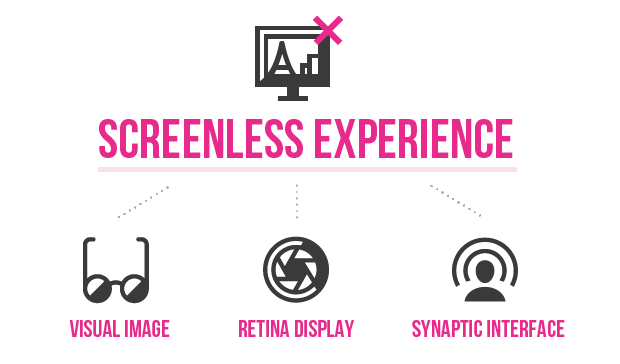 A
SCREENLESS EXPERIENCE
VISUAL IMAGE
RETINA DISPLAY
SYNAPTIC INTERFACE